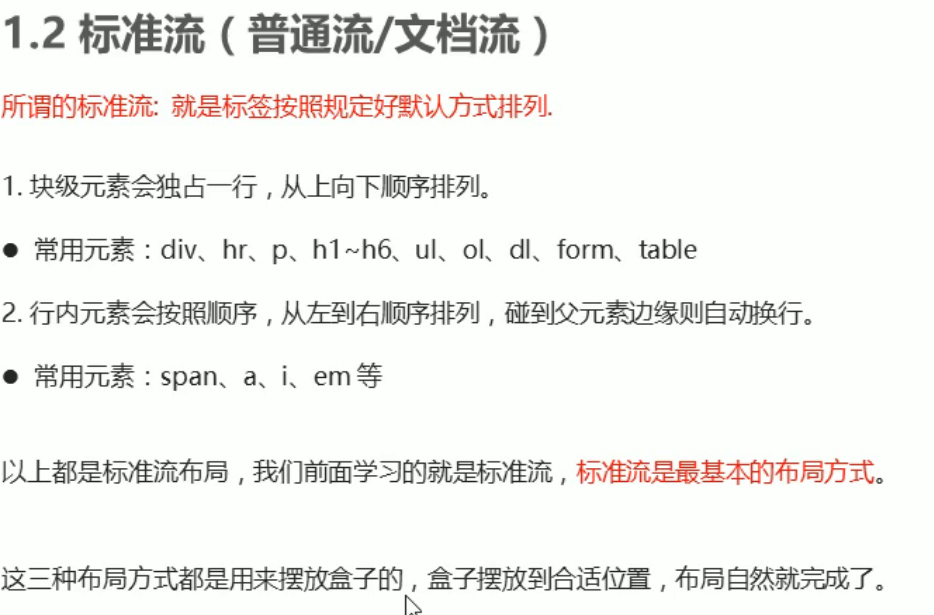 1.2 标准流（普通流/文档流）
所谓的标准流: 就是标签按照规定好默认方式排列.
1. 块级元素会独占一行，从上向下顺序排列。
● 常用元素：div、hr、p、h1~h6、ul、ol、dl、form、table
2. 行内元素会按照顺序，从左到右顺序排列，碰到父元素边缘则自动换行。
● 常用元素：span、a、i、em 等
以上都是标准流布局，我们前面学习的就是标准流，标准流是最基本的布局方式。
这三种布局方式都是用来摆放盒子的，盒子摆放到合适位置，布局自然就完成了。